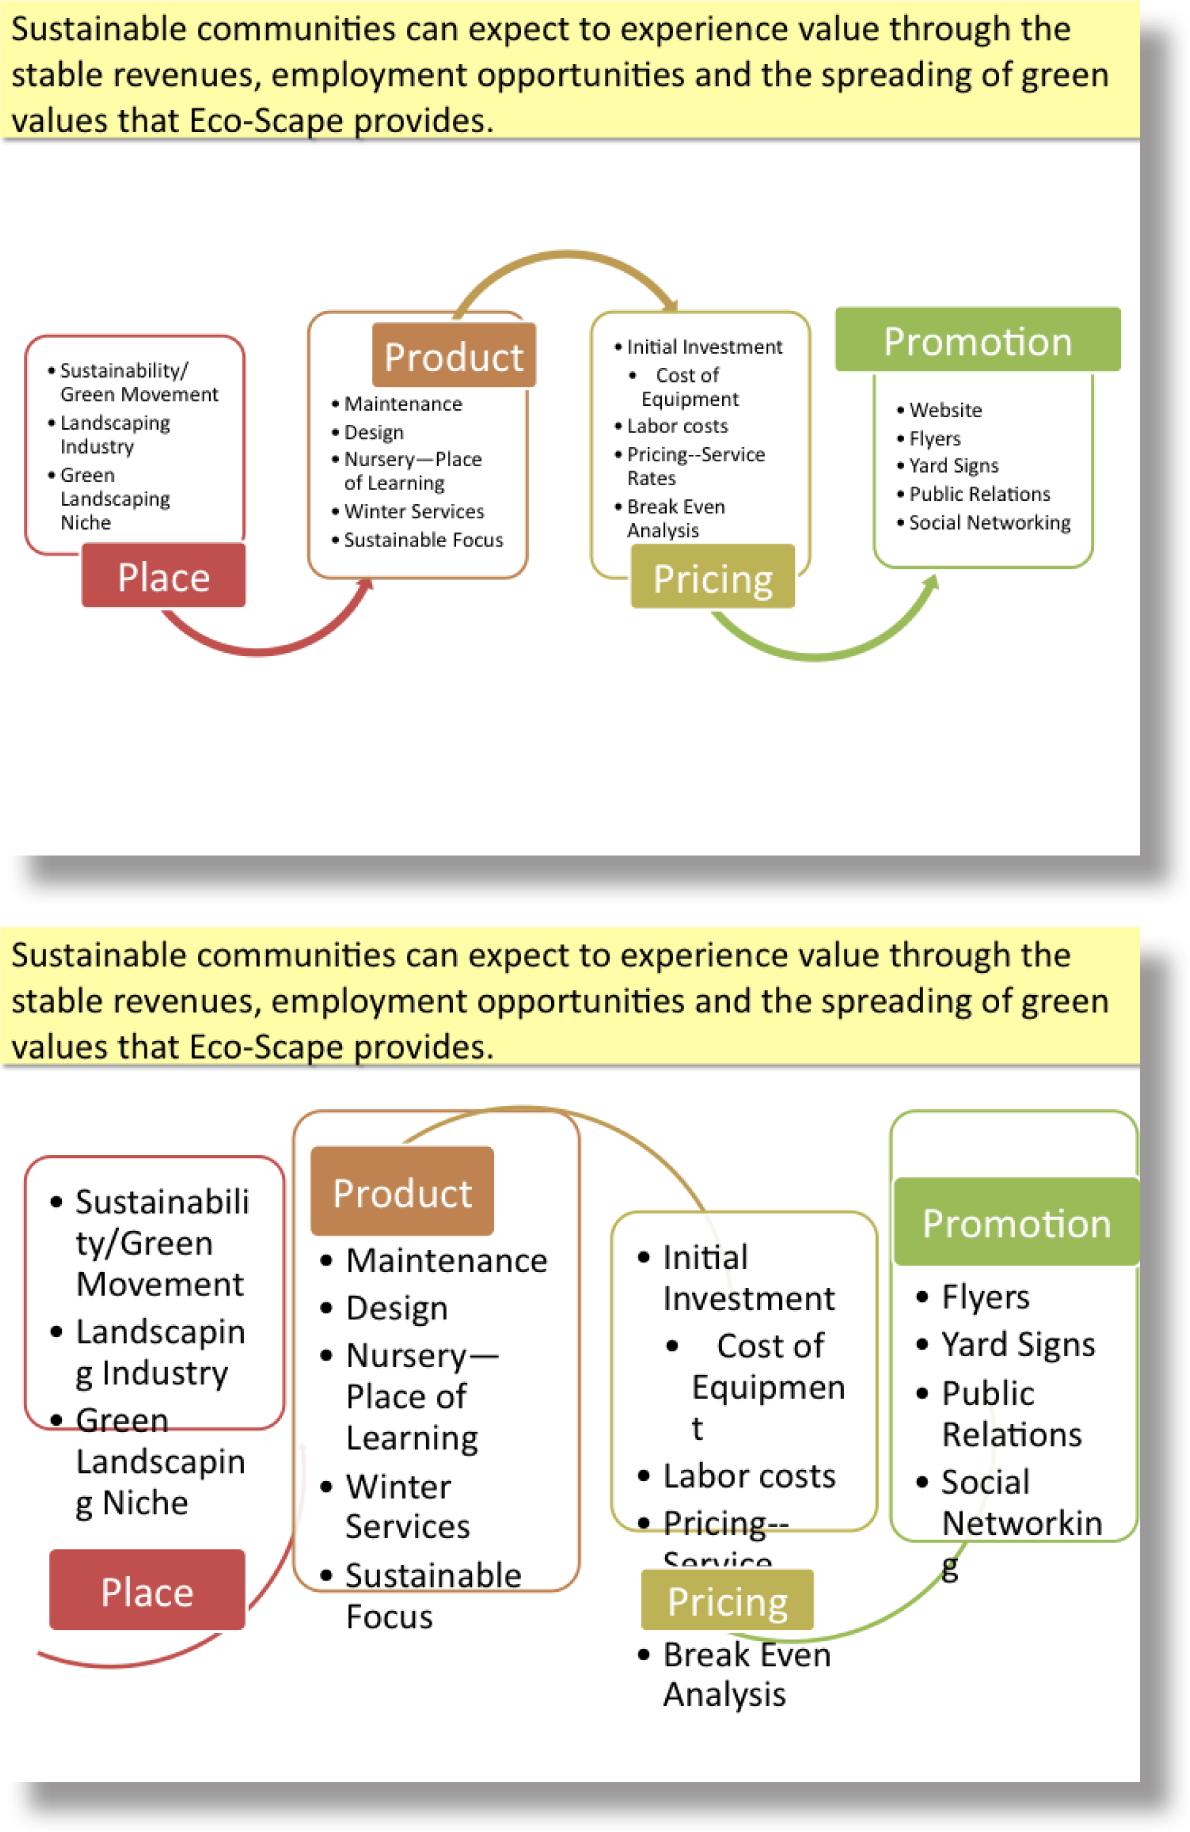 Sustainable communities can expect to experience value through the
stable revenues, employment opportunities and the spreading of green
values that Eco-Scape provides.
• Sustainability/
Green Movement
• Landscaping
Industry
• Green
Landscaping
Niche
Place
Product
• Maintenance
• Design
• Nursery—Place
of Learning
• Winter Services
• Sustainable Focus
• Initial Investment
• Cost of
Equipment
• Labor costs
• Pricing--Service
Rates
• Break Even
Analysis
Pricing
Promotion
• Website
• Flyers
• Yard Signs
• Public Relations
• Social Networking
Sustainable communities can expect to experience value through the
stable revenues, employment opportunities and the spreading of green
values that Eco-Scape provides.
• Sustainabili
ty/Green
Movement
• Landscapin
g Industry
• Green
Landscapin
g Niche
Place
Product
• Maintenance
• Design
• Nursery—
Place of
Learning
• Winter
Services
• Sustainable
Focus
• Initial
Investment
• Cost of
Equipmen
t
• Labor costs
• Pricing--
Service
Pricing
• Break Even
Analysis
Promotion
• Flyers
• Yard Signs
• Public
Relations
• Social
Networkin
g